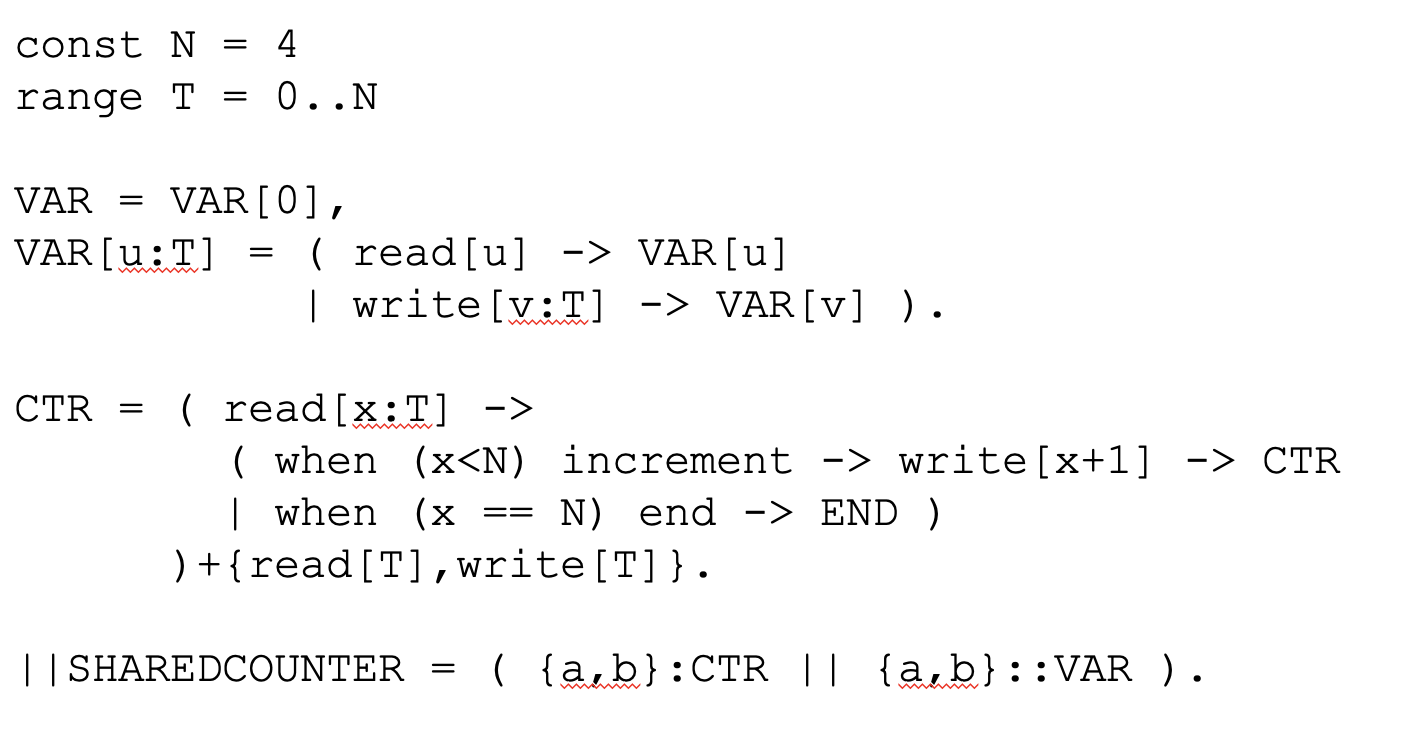 const N = 4
range T = 0..N
VAR = VAR[0],
VAR[u:T] = ( read[u] -> VAR[u]
| write[v:T] -> VAR[v] ).
CTR = ( read[x:T] ->
( when (x<N) increment -> write[x+1] -> CTR
| when (x == N) end -> END )
)+{read[T],write[T]}.
||SHAREDCOUNTER = ( {a,b}:CTR || {a,b}::VAR ).